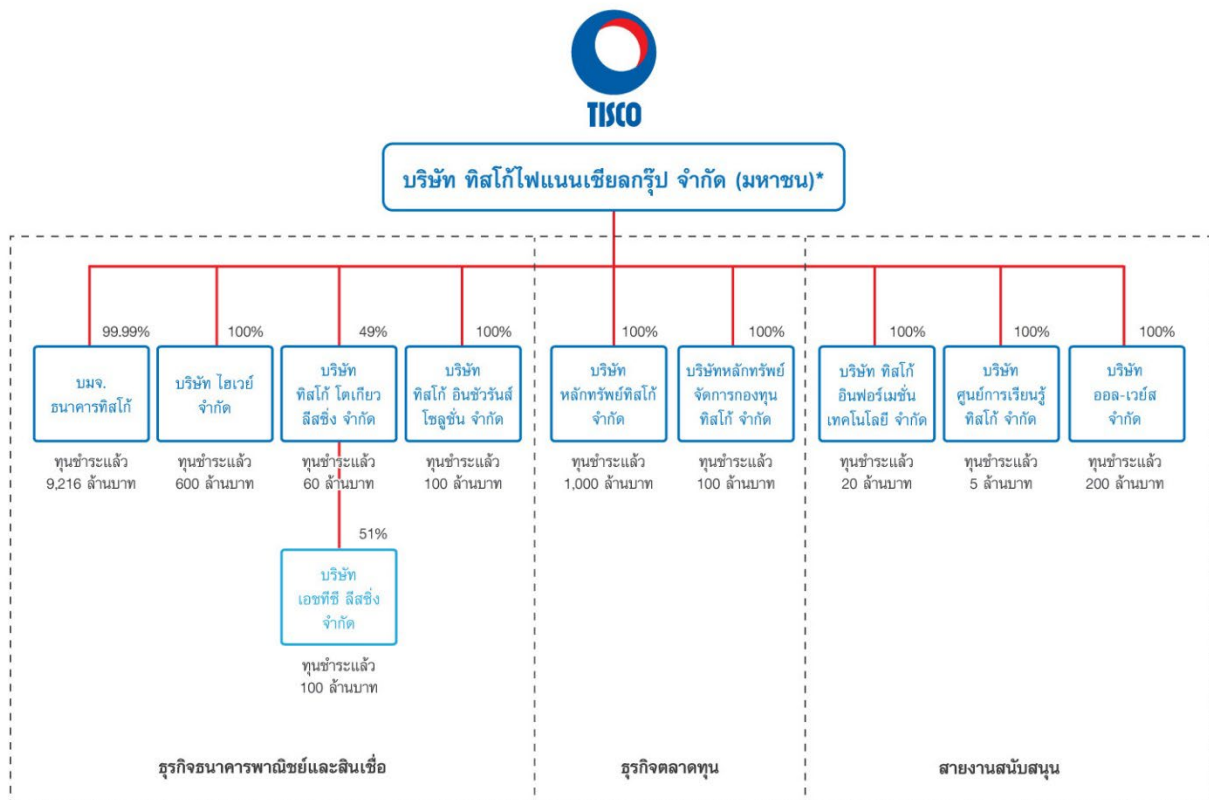 TISCO
บริษัท ทิสโก้ไฟแนนเชียลกรุ๊ป จำกัด (มหาชน)*
99.99%
บมจ.
ธนาคารทิสโก้
ทุนชำระแล้ว
9,216 ล้านบาท
100%
บริษัท ไฮเวย์
จำกัด
ทุนชำระแล้ว
600 ล้านบาท
49%
บริษัท
ทิสโก้ โตเกียว
ลีสซิ่ง จำกัด
ทุนชำระแล้ว
60 ล้านบาท
51%
บริษัท
เอชทีซี ลีสซิ่ง
จำกัด
ทุนชำระแล้ว
100 ล้านบาท
100%
บริษัท
ทิสโก้ อินชัวรันส์
โซลูชั่น จำกัด
ทุนชำระแล้ว
100 ล้านบาท
ธุรกิจธนาคารพาณิชย์และสินเชื่อ
100%
บริษัท
หลักทรัพย์ทิสโก้
จำกัด
ทุนชำระแล้ว
1,000 ล้านบาท
100%
บริษัทหลักทรัพย์
จัดการกองทุน
ทิสโก้ จำกัด
ทุนชำระแล้ว
100 ล้านบาท
ธุรกิจตลาดทุน
100%
บริษัท ทิสโก้
อินฟอร์เมชั่น
เทคโนโลยี จำกัด
ทุนชำระแล้ว
20 ล้านบาท
100%
บริษัท
ศูนย์การเรียนรู้
ทิสโก้ จำกัด
ทุนชำระแล้ว
5 ล้านบาท
100%
บริษัท
ออล-เวย์ส
จำกัด
ทุนชำระแล้ว
200 ล้านบาท
สายงานสนับสนุน